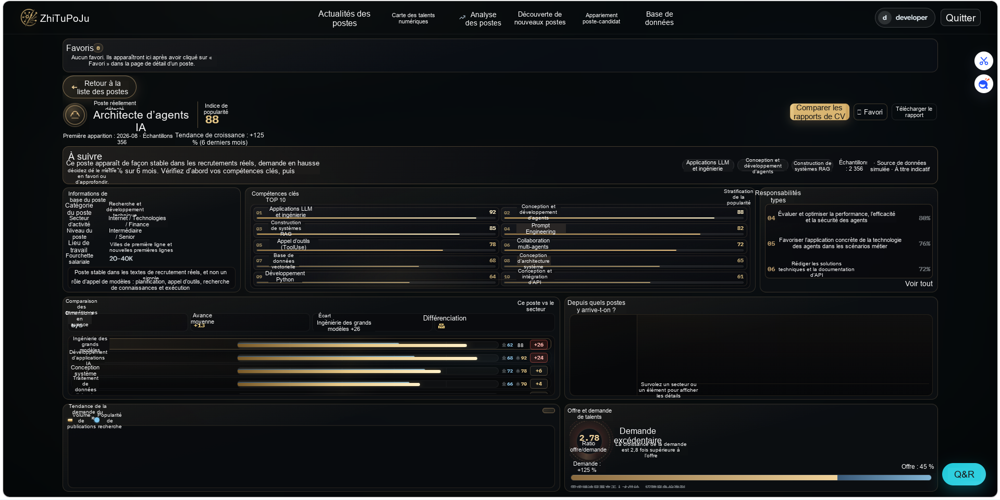 ZhiTuPoJu
Actualités des
postes
Carte des talents
numériques
Analyse
des postes
Découverte de
nouveaux postes
Appariement
poste-candidat
Base de
données
d developer
Quitter
Favoris 0
Aucun favori. Ils apparaîtront ici après avoir cliqué sur «
Favori » dans la page de détail d'un poste.
← Retour à la
liste des postes
Poste réellement
détecté
Architecte d'agents
IA
Indice de
popularité
88
Première apparition : 2026-08 · Échantillons
356
Tendance de croissance : +125
% (6 derniers mois)
Comparer les
rapports de CV
Favori
Télécharger le
rapport
À suivre
Ce poste apparaît de façon stable dans les recrutements réels, demande en hausse
% sur 6 mois. Vérifiez d'abord vos compétences clés, puis
décidez de le mettre
en favori ou
d'approfondir.
Applications LLM
et ingénierie
Conception et
développement
d'agents
Construction de
systèmes RAG
Échantillons
: 2 356
· Source de données
simulée · À titre indicatif
Informations de
base du poste
Catégorie
du poste
Recherche et
développement
technique
Secteur
d'activité
Internet / Technologies
/ Finance
Niveau du
poste
Intermédiaire
/ Senior
Lieu de
travail
Villes de première ligne et
nouvelles premières lignes
Fourchette
salariale
20-40K
Poste stable dans les textes de recrutement réels, et non un
simple
rôle d'appel de modèles : planification, appel d'outils, recherche
de connaissances et exécution
Compétences clés
TOP 10
Stratification
de la
popularité
01 Applications LLM
et ingénierie
92
02 Conception et
développement
d'agents
88
03 Construction
de systèmes
RAG
85
04 Prompt
Engineering
82
05 Appel d'outils
(ToolUse)
78
06 Collaboration
multi-agents
72
07 Base de
données
vectorielle
68
08 Conception
d'architecture
système
65
09 Développement
Python
64
10 Conception et
intégration
d'API
61
Responsabilités
types
04 Évaluer et optimiser la performance, l'efficacité
et la sécurité des agents
80%
05 Favoriser l'application concrète de la technologie
des agents dans les scénarios métier
76%
06 Rédiger les solutions
techniques et la documentation
d'API
72%
Voir tout
Comparaison
des
compétences
Ce poste vs le
secteur
Dimensions
en
avance
Avance
moyenne
+13
Écart
Ingénièrie des grands
modèles +26
Différenciation
Ingénierie des
grands
modèles
62 88 +26
Développement
d'applications
IA
68 92 +24
Conception
système
72 78 +6
Traitement
de
données
66 70 +4
Depuis quels postes
y arrive-t-on ?
Survolez un secteur ou
un élément pour afficher
les détails
Tendance de la
demande du
Volume
de
publications
Popularité
de
recherche
Offre et demande
de talents
2.78
Ratio
offre/demande
Demande
excédentaire
La croissance de la demande
est 2,8 fois supérieure à
l'offre
Demande :
+125 %
Offre : 45 %
Q&R